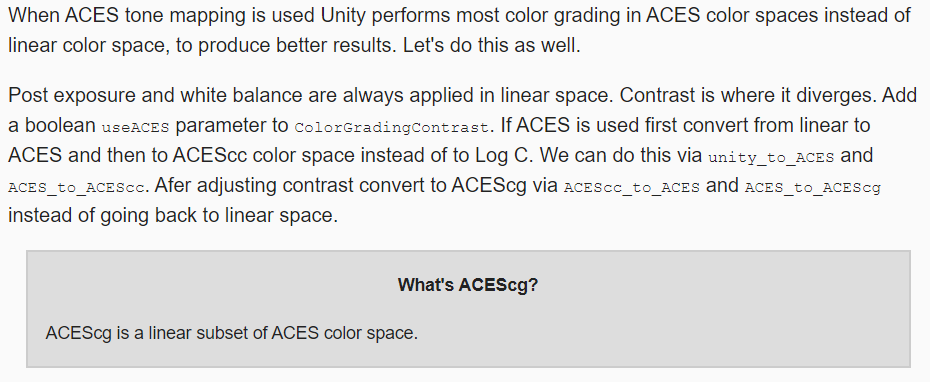 When ACES tone mapping is used Unity performs most color grading in ACES color spaces instead of
linear color space, to produce better results. Let's do this as well.
Post exposure and white balance are always applied in linear space. Contrast is where it diverges. Add
a boolean useACES parameter to ColorGradingContrast. If ACES is used first convert from linear to
ACES and then to ACEScc color space instead of to Log C. We can do this via unity_to_ACES and
ACES_to_ACEScc. Afer adjusting contrast convert to ACEScg via ACEScc_to_ACES and ACES_to_ACEScg
instead of going back to linear space.
What's ACEScg?
ACEScg is a linear subset of ACES color space.